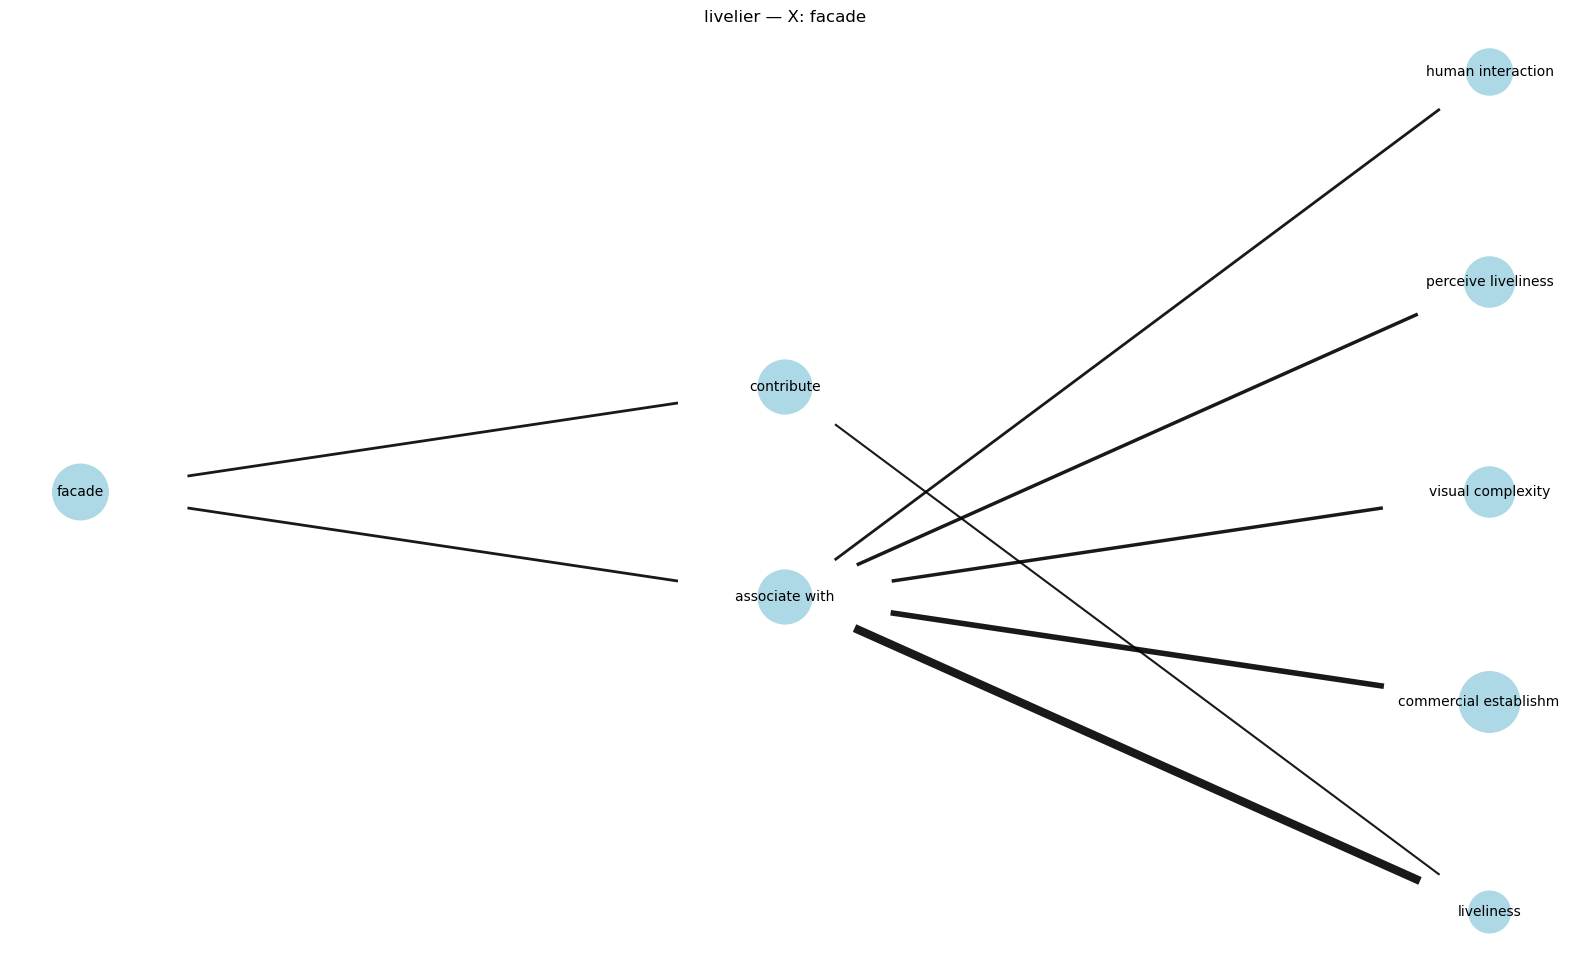 livelier — X: facade
human interaction
perceive liveliness
contribute
facade
visual complexity
associate with
commercial establishm
liveliness